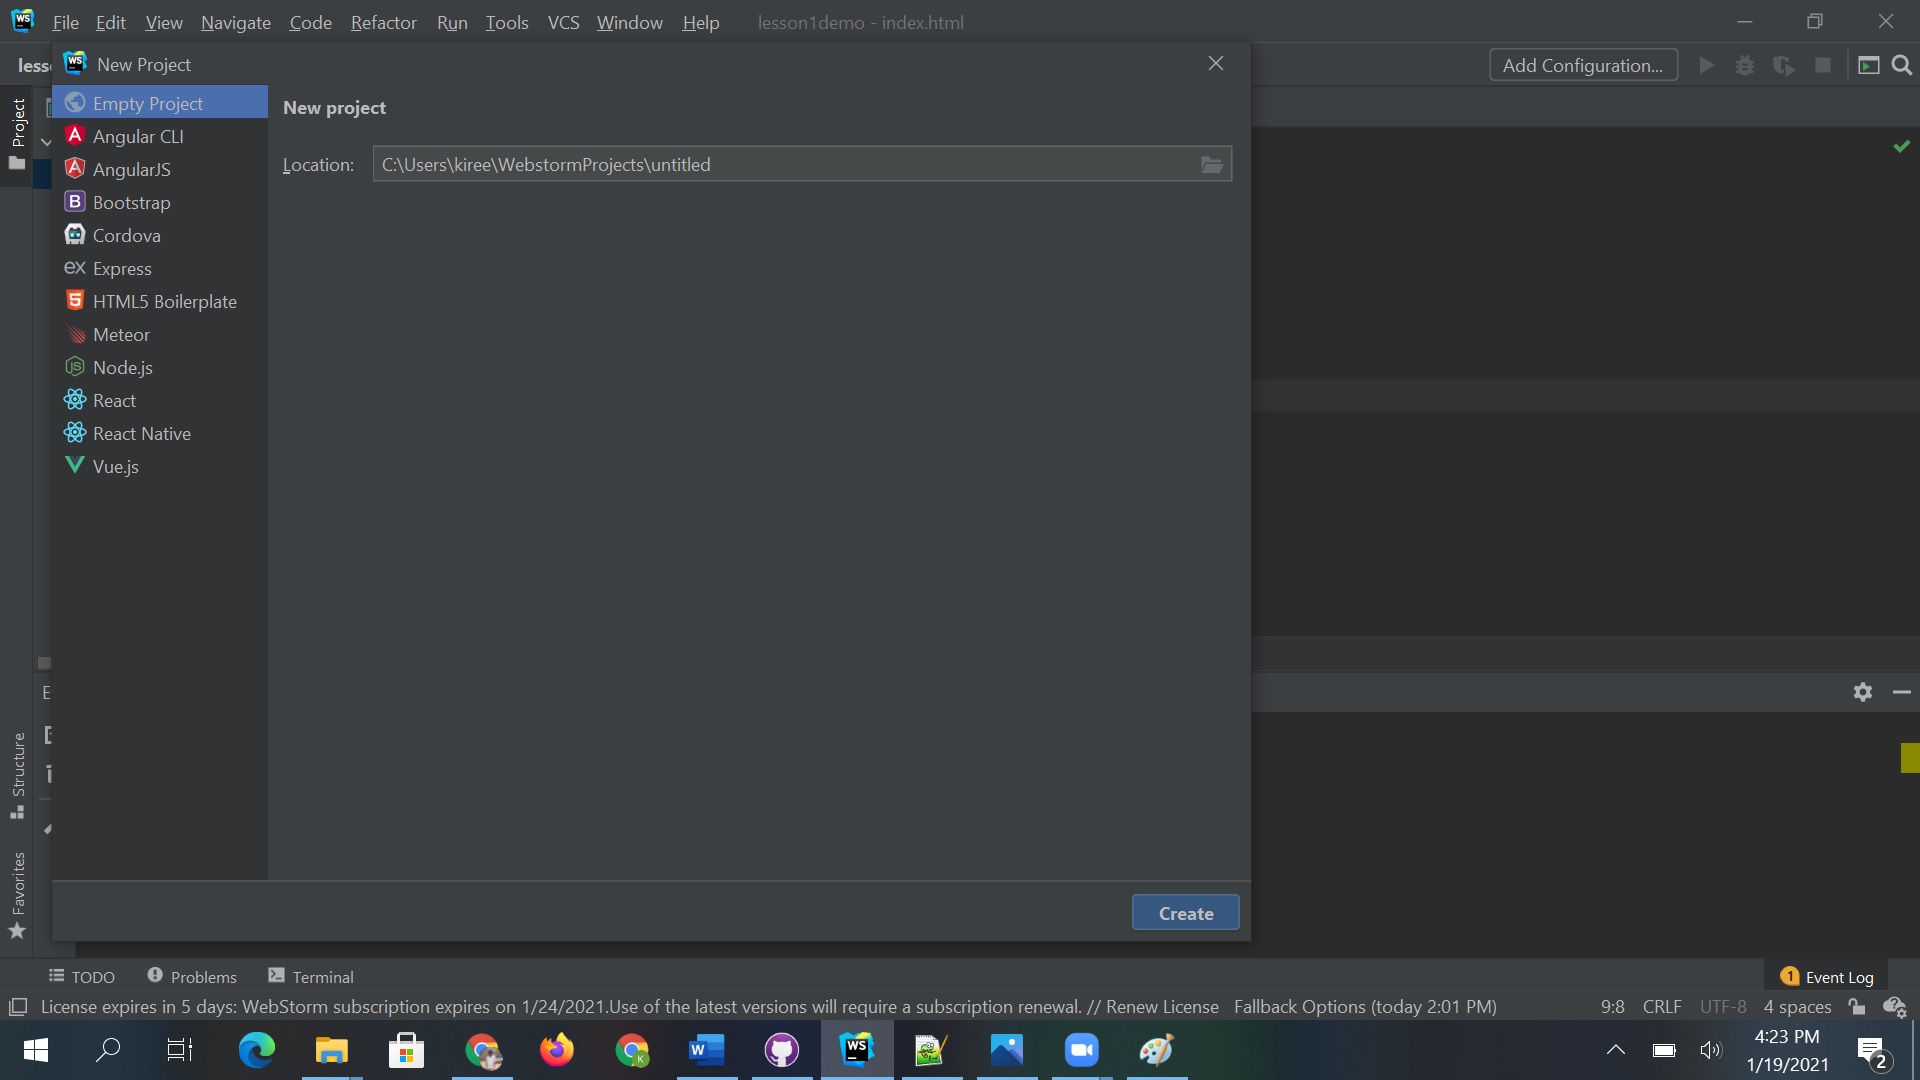 File Edit View Navigate Code Refactor Run Tools VCS Window Help lesson1demo - index.html
less
New Project
Add Configuration...
Project
Empty Project
Angular CLI
AngularJS
Bootstrap
Cordova
Express
HTML5 Boilerplate
Meteor
Node.js
React
React Native
Vue.js
New project
Location: C:\Users\kiree\WebstormProjects\untitled
Structure
Favorites
Create
TODO Problems Terminal
1 Event Log
License expires in 5 days: WebStorm subscription expires on 1/24/2021.Use of the latest versions will require a subscription renewal. // Renew License Fallback Options (today 2:01 PM)
9:8 CRLF UTF-8 4 spaces
4:23 PM
1/19/2021
2